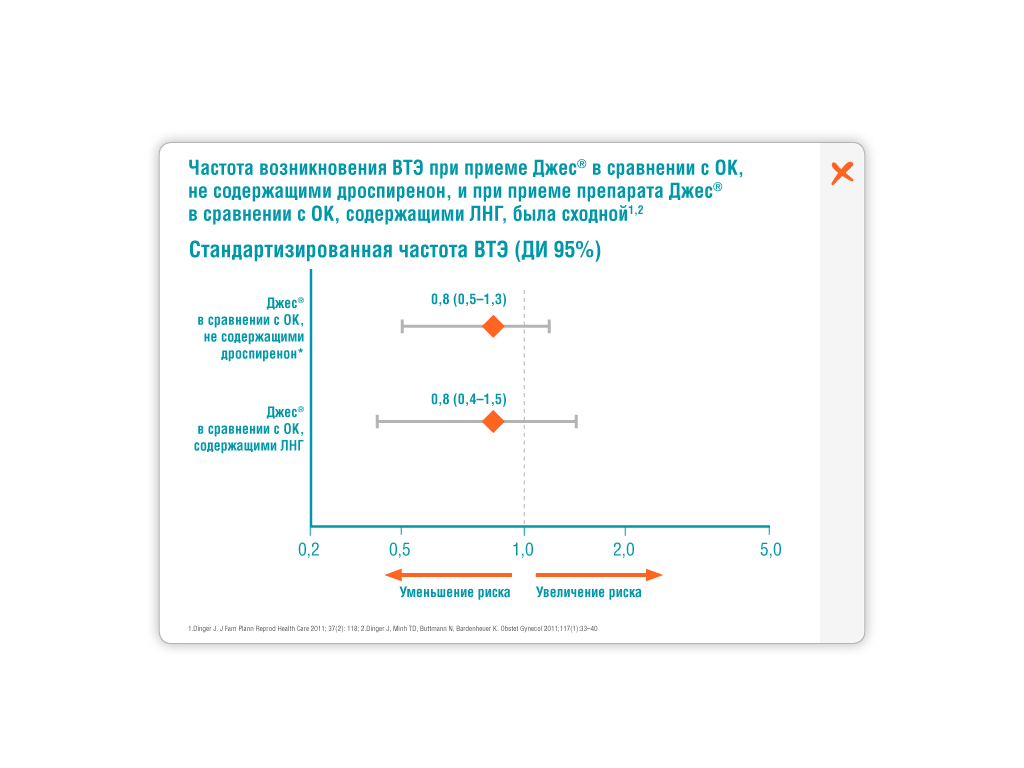 Частота возникновения ВТЭ при приеме Джес® в сравнении с ОК,
не содержащими дроспиренон, и при приеме препарата Джес®
в сравнении с ОК, содержащими ЛНГ, была сходной1,2
Стандартизированная частота ВТЭ (ДИ 95%)
Джес®
в сравнении с ОК,
не содержащими
дроспиренон*
0,8 (0,5–1,3)
Джес®
в сравнении с ОК,
содержащими ЛНГ
0,8 (0,4–1,5)
0,2 0,5 1,0 2,0 5,0
Уменьшение риска Увеличение риска
1.Dinger J. J Fam Plann Reprod Health Care 2011; 37(2): 118; 2.Dinger J, Minh TD, Buttmann N, Bardenheuer K. Obstet Gynecol 2011;117(1):33–40